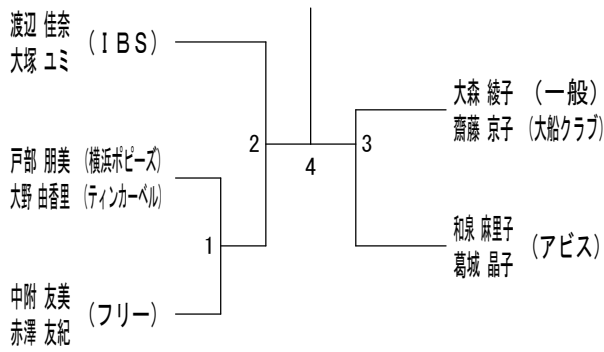 渡辺 佳奈 (IBS)
大塚 ユミ
戸部 朋美 (横浜ポピーズ)
大野 由香里 (ティンカーベル)
中附 友美 (フリー)
赤澤 友紀
1
2
4
3
大森 綾子 (一般)
齋藤 京子 (大船クラブ)
和泉 麻里子 (アビス)
葛城 晶子